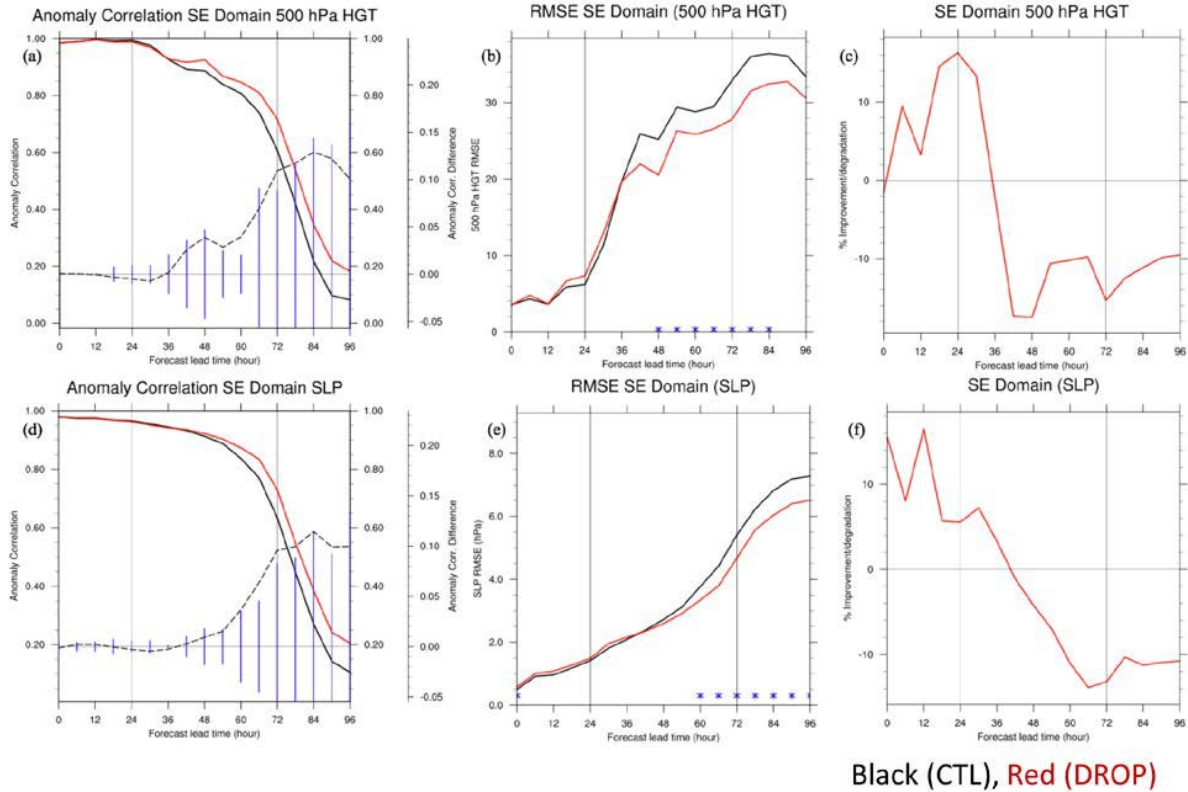 Anomaly Correlation SE Domain 500 hPa HGT
RMSE SE Domain (500 hPa HGT)
SE Domain 500 hPa HGT
(a)
1.00
0.80
0.60
0.40
0.20
0.00
Anomaly Correlation
1.00
0.80
0.60
0.40
0.20
0.00
0.20
0.15
0.10
0.05
0.00
-0.05
Anomaly Corr. Difference
0 12 24 36 48 60 72 84 96
Forecast lead time (hour)
(b)
30
20
10
0
500 hPa HGT RMSE
0 12 24 36 48 60 72 84 96
Forecast lead time (hour)
(c)
10
0
-10
% Improvement/degradation
0 12 24 36 48 60 72 84 96
Forecast lead time (hour)
Anomaly Correlation SE Domain SLP
RMSE SE Domain (SLP)
SE Domain (SLP)
(d)
1.00
0.80
0.60
0.40
0.20
Anomaly Correlation
1.00
0.80
0.60
0.40
0.20
0.20
0.15
0.10
0.05
0.00
-0.05
Anomaly Corr. Difference
0 12 24 36 48 60 72 84 96
Forecast lead time (hour)
(e)
8.0
6.0
4.0
2.0
0.0
SLP RMSE (hPa)
0 12 24 36 48 60 72 84 96
Forecast lead time (hour)
(f)
10
0
-10
% Improvement/degradation
0 12 24 36 48 60 72 84 96
Forecast lead time (hour)
Black (CTL), Red (DROP)